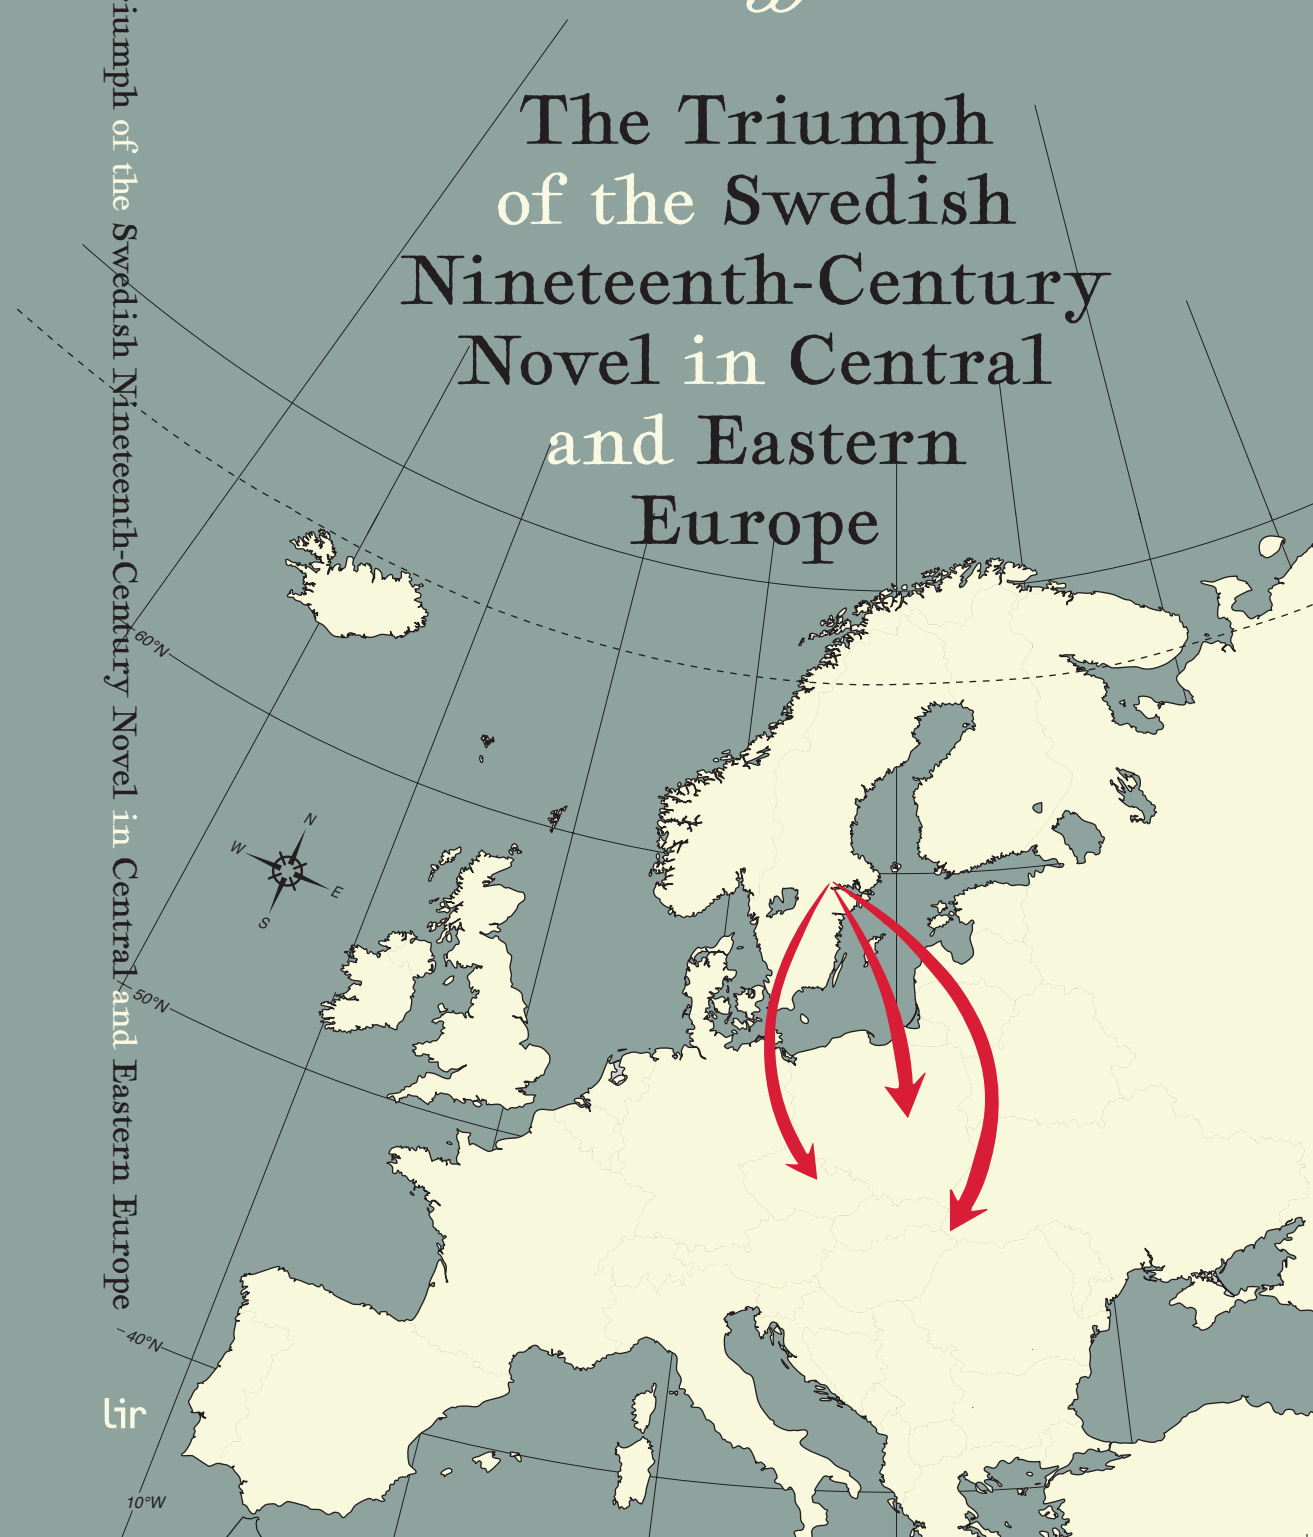 The Triumph
of the Swedish
Nineteenth-Century
Novel in Central
and Eastern
Europe
riumph of the Swedish Nineteenth-Century Novel in Central and Eastern Europe
lir
60°N
50°N
40°N
10°W
N
W
E
S